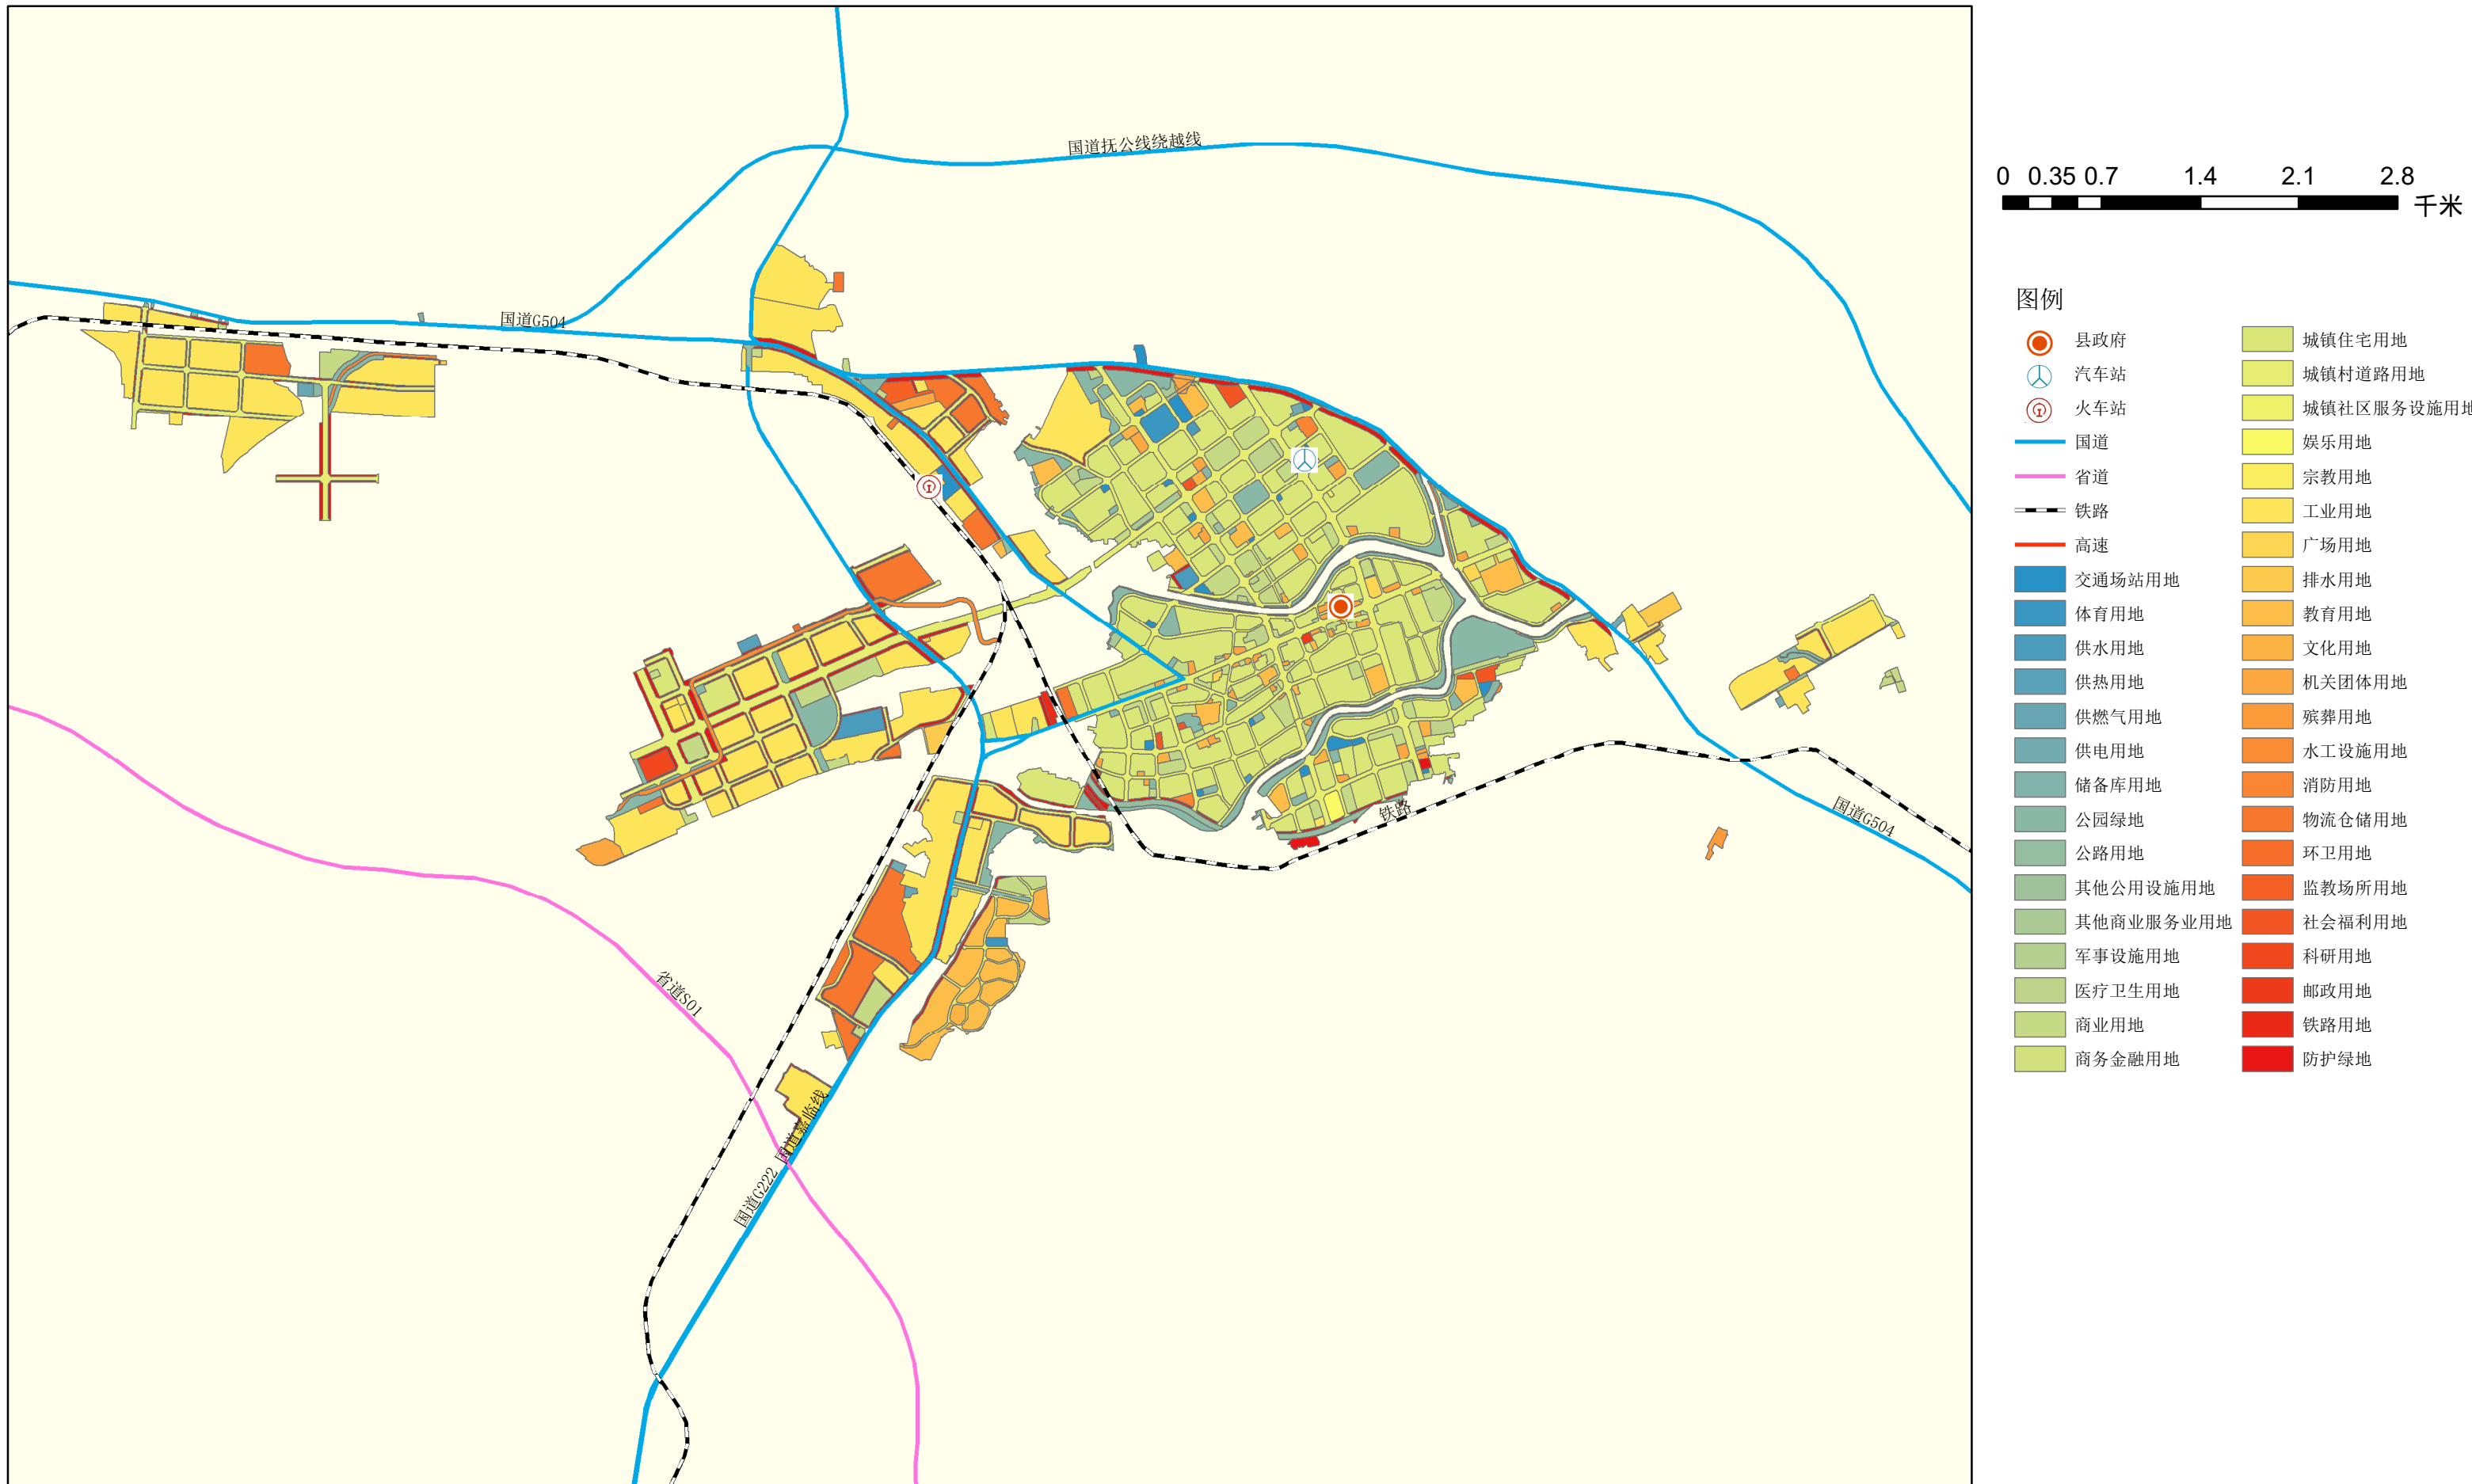 国道抚公线绕越线
国道G504
铁路
国道G504
省道S01
国道嘉临线
国道G222
0 0.35 0.7 1.4 2.1 2.8
千米
图例
县政府
汽车站
火车站
国道
省道
铁路
高速
交通场站用地
体育用地
供水用地
供热用地
供燃气用地
供电用地
储备库用地
公园绿地
公路用地
其他公用设施用地
其他商业服务业用地
军事设施用地
医疗卫生用地
商业用地
商务金融用地
城镇住宅用地
城镇村道路用地
城镇社区服务设施用地
娱乐用地
宗教用地
工业用地
广场用地
排水用地
教育用地
文化用地
机关团体用地
殡葬用地
水工设施用地
消防用地
物流仓储用地
环卫用地
监教场所用地
社会福利用地
科研用地
邮政用地
铁路用地
防护绿地